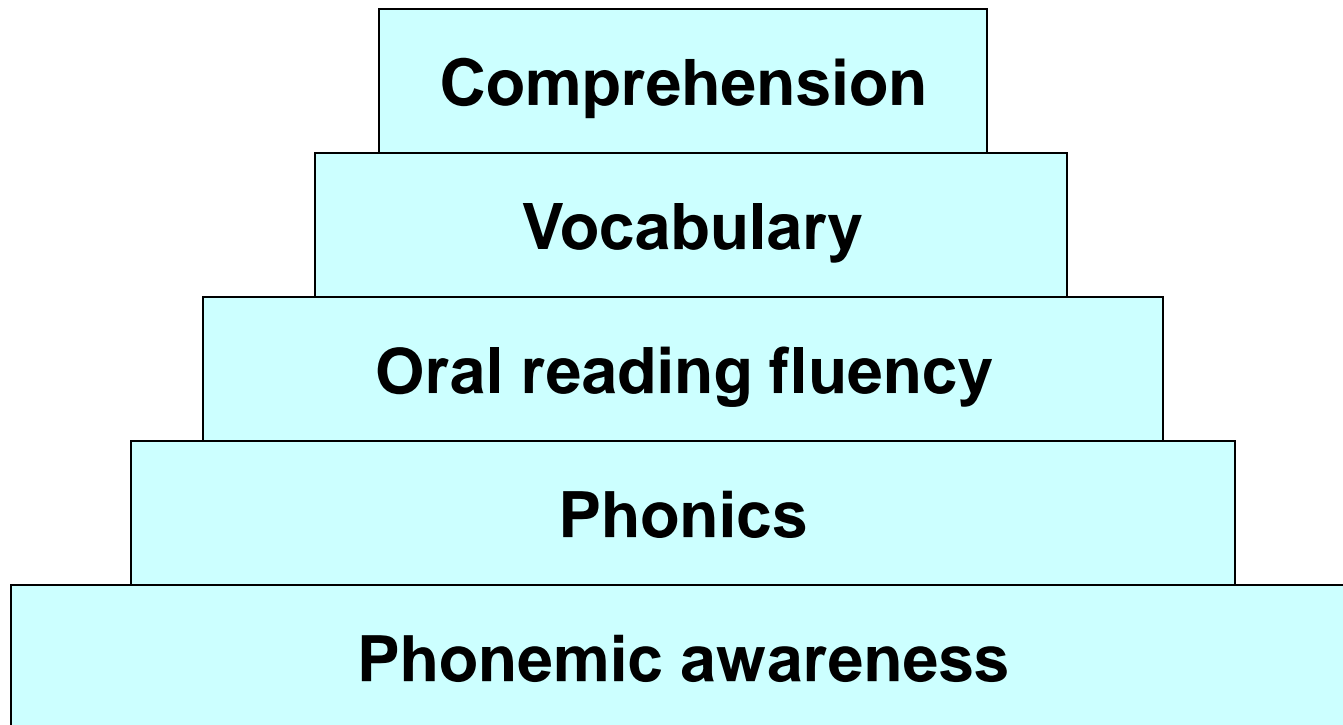 Comprehension
Vocabulary
Oral reading fluency
Phonics
Phonemic awareness